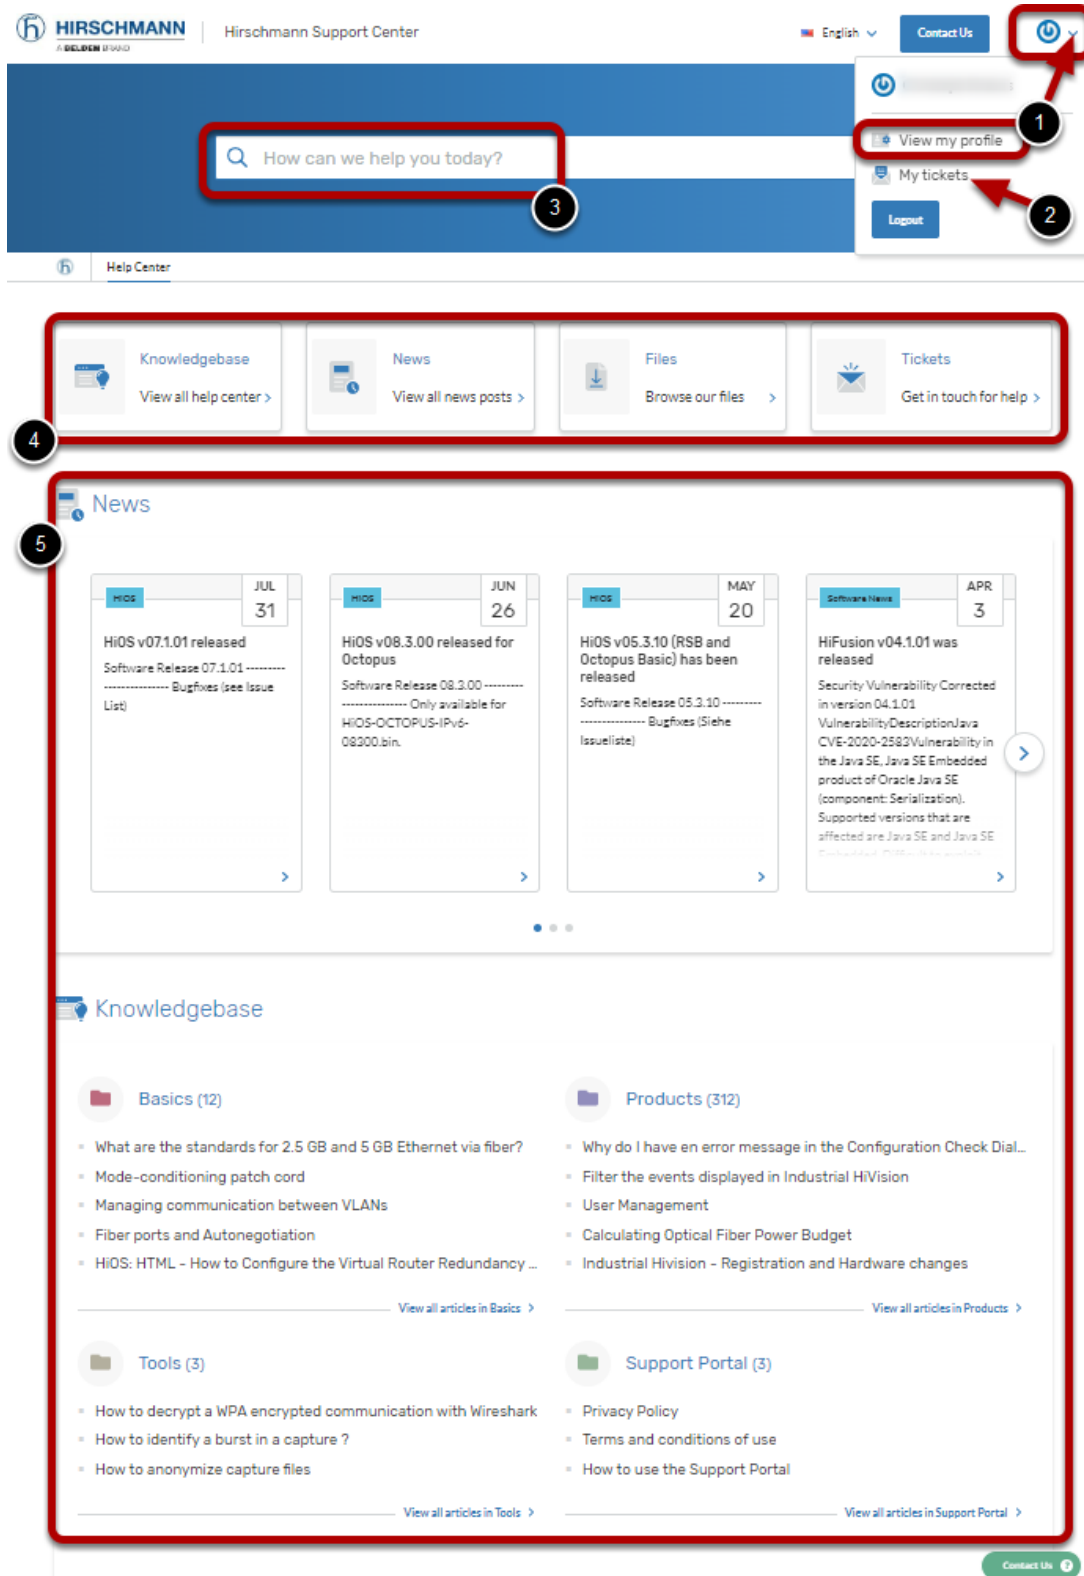 HIRSCHMANN
A BELDEN BRAND
Hirschmann Support Center
English
Contact Us
1
View my profile
My tickets
2
Logout
How can we help you today?
3
Help Center
Knowledgebase
View all help center >
News
View all news posts >
Files
Browse our files >
Tickets
Get in touch for help >
4
News
5
HiOS
JUL
31
HiOS v07.1.01 released
Software Release 07.1.01 ---------
---------------- Bugfixes (see Issue
List)
HiOS
JUN
26
HiOS v08.3.00 released for
Octopus
Software Release 08.3.00 ---------
---------------- Only available for
HiOS-OCTOPUS-IPv6-
08300.bin.
HiOS
MAY
20
HiOS v05.3.10 (RSB and
Octopus Basic) has been
released
Software Release 05.3.10 ---------
---------------- Bugfixes (Siehe
Issueliste)
Software News
APR
3
HiFusion v04.1.01 was
released
Security Vulnerability Corrected
in version 04.1.01
VulnerabilityDescriptionJava
CVE-2020-2583Vulnerability in
the Java SE, Java SE Embedded
product of Oracle Java SE
(component: Serialization).
Supported versions that are
affected are Java SE and Java SE
Embedded. Difficult to exploit
Knowledgebase
Basics (12)
What are the standards for 2.5 GB and 5 GB Ethernet via fiber?
Mode-conditioning patch cord
Managing communication between VLANs
Fiber ports and Autonegotiation
HiOS: HTML - How to Configure the Virtual Router Redundancy ...
View all articles in Basics >
Products (312)
Why do I have en error message in the Configuration Check Dial...
Filter the events displayed in Industrial HiVision
User Management
Calculating Optical Fiber Power Budget
Industrial Hivision - Registration and Hardware changes
View all articles in Products >
Tools (3)
How to decrypt a WPA encrypted communication with Wireshark
How to identify a burst in a capture ?
How to anonymize capture files
View all articles in Tools >
Support Portal (3)
Privacy Policy
Terms and conditions of use
How to use the Support Portal
View all articles in Support Portal >
Contact Us ?